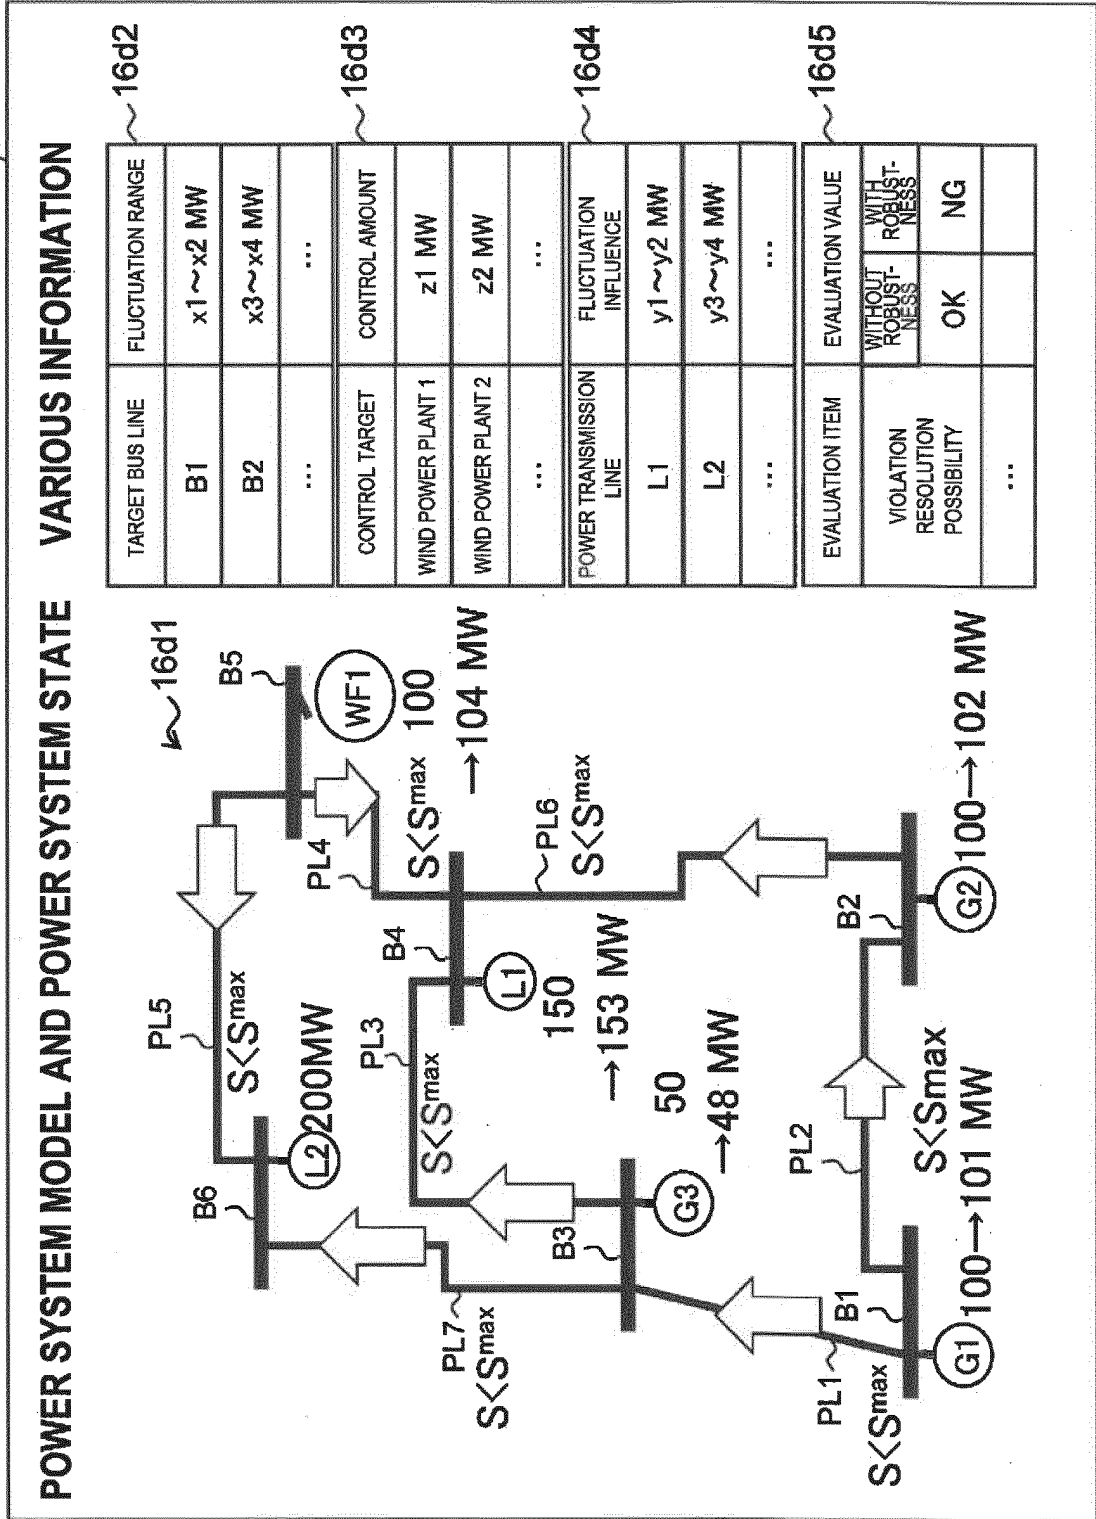 POWER SYSTEM MODEL AND POWER SYSTEM STATE
VARIOUS INFORMATION
16d1
B6
L2
200MW
PL5
S<Smax
B5
WF1
100
→104 MW
PL4
S<Smax
PL7
S<Smax
PL3
S<Smax
B4
L1
150
→153 MW
PL6
S<Smax
B3
G3
50
→48 MW
PL1
S<Smax
B1
G1
100→101 MW
PL2
S<Smax
B2
G2
100→102 MW
16d2
TARGET BUS LINE FLUCTUATION RANGE
B1 x1~x2 MW
B2 x3~x4 MW
... ...
16d3
CONTROL TARGET CONTROL AMOUNT
WIND POWER PLANT 1 z1 MW
WIND POWER PLANT 2 z2 MW
... ...
16d4
POWER TRANSMISSION LINE FLUCTUATION INFLUENCE
L1 y1~y2 MW
L2 y3~y4 MW
... ...
16d5
EVALUATION ITEM EVALUATION VALUE
WITHOUT ROBUST-NESS WITH ROBUST-NESS
VIOLATION RESOLUTION POSSIBILITY OK NG
... ...